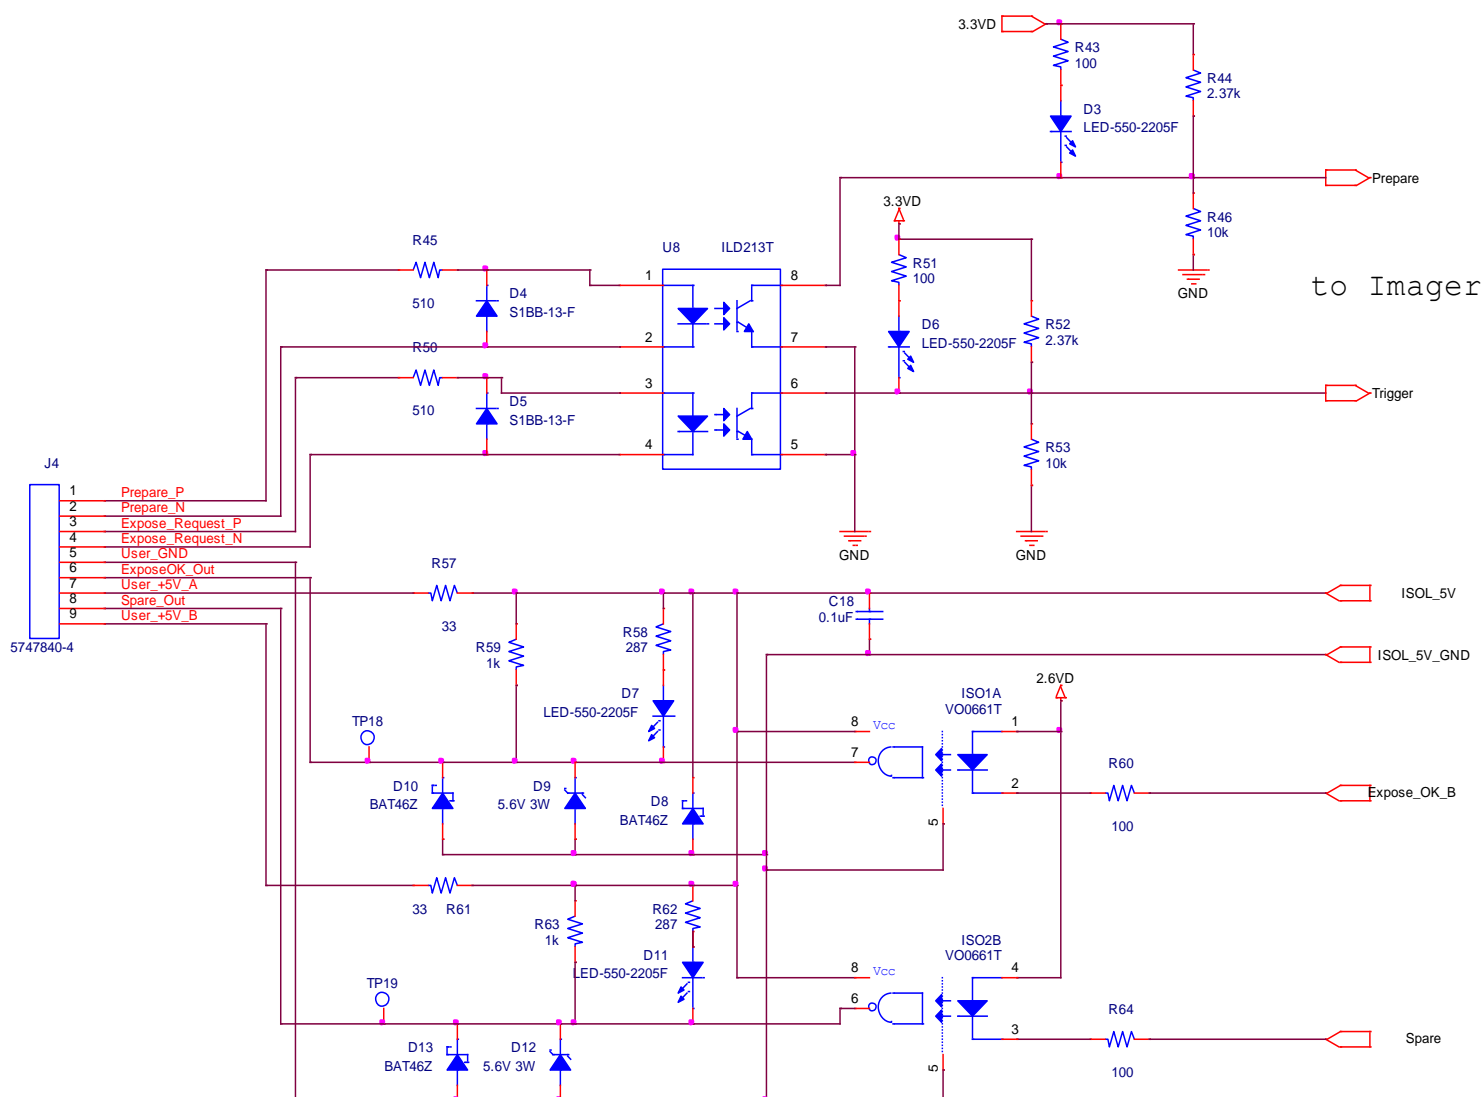 3.3VD
R43
100
R44
2.37k
D3
LED-550-2205F
Prepare
3.3VD
R46
10k
R45
U8 ILD213T
R51
100
GND
to Imager
510
D4
S1BB-13-F
1
8
D6
LED-550-2205F
R52
2.37k
2
7
R50
3
6
Trigger
510
D5
S1BB-13-F
4
5
R53
10k
J4
1 Prepare_P
2 Prepare_N
3 Expose_Request_P
4 Expose_Request_N
5 User_GND
6 ExposeOK_Out
7 User_+5V_A
8 Spare_Out
9 User_+5V_B
5747840-4
GND
GND
R57
33
ISOL_5V
C18
0.1uF
R58
287
R59
1k
ISOL_5V_GND
2.6VD
D7
LED-550-2205F
ISO1A
VO0661T
TP18
8 Vcc
1
7
R60
D10
BAT46Z
D9
5.6V 3W
D8
BAT46Z
2
Expose_OK_B
5
100
33 R61
R62
287
R63
1k
D11
LED-550-2205F
ISO2B
VO0661T
TP19
8 Vcc
4
6
R64
D13
BAT46Z
D12
5.6V 3W
3
Spare
5
100